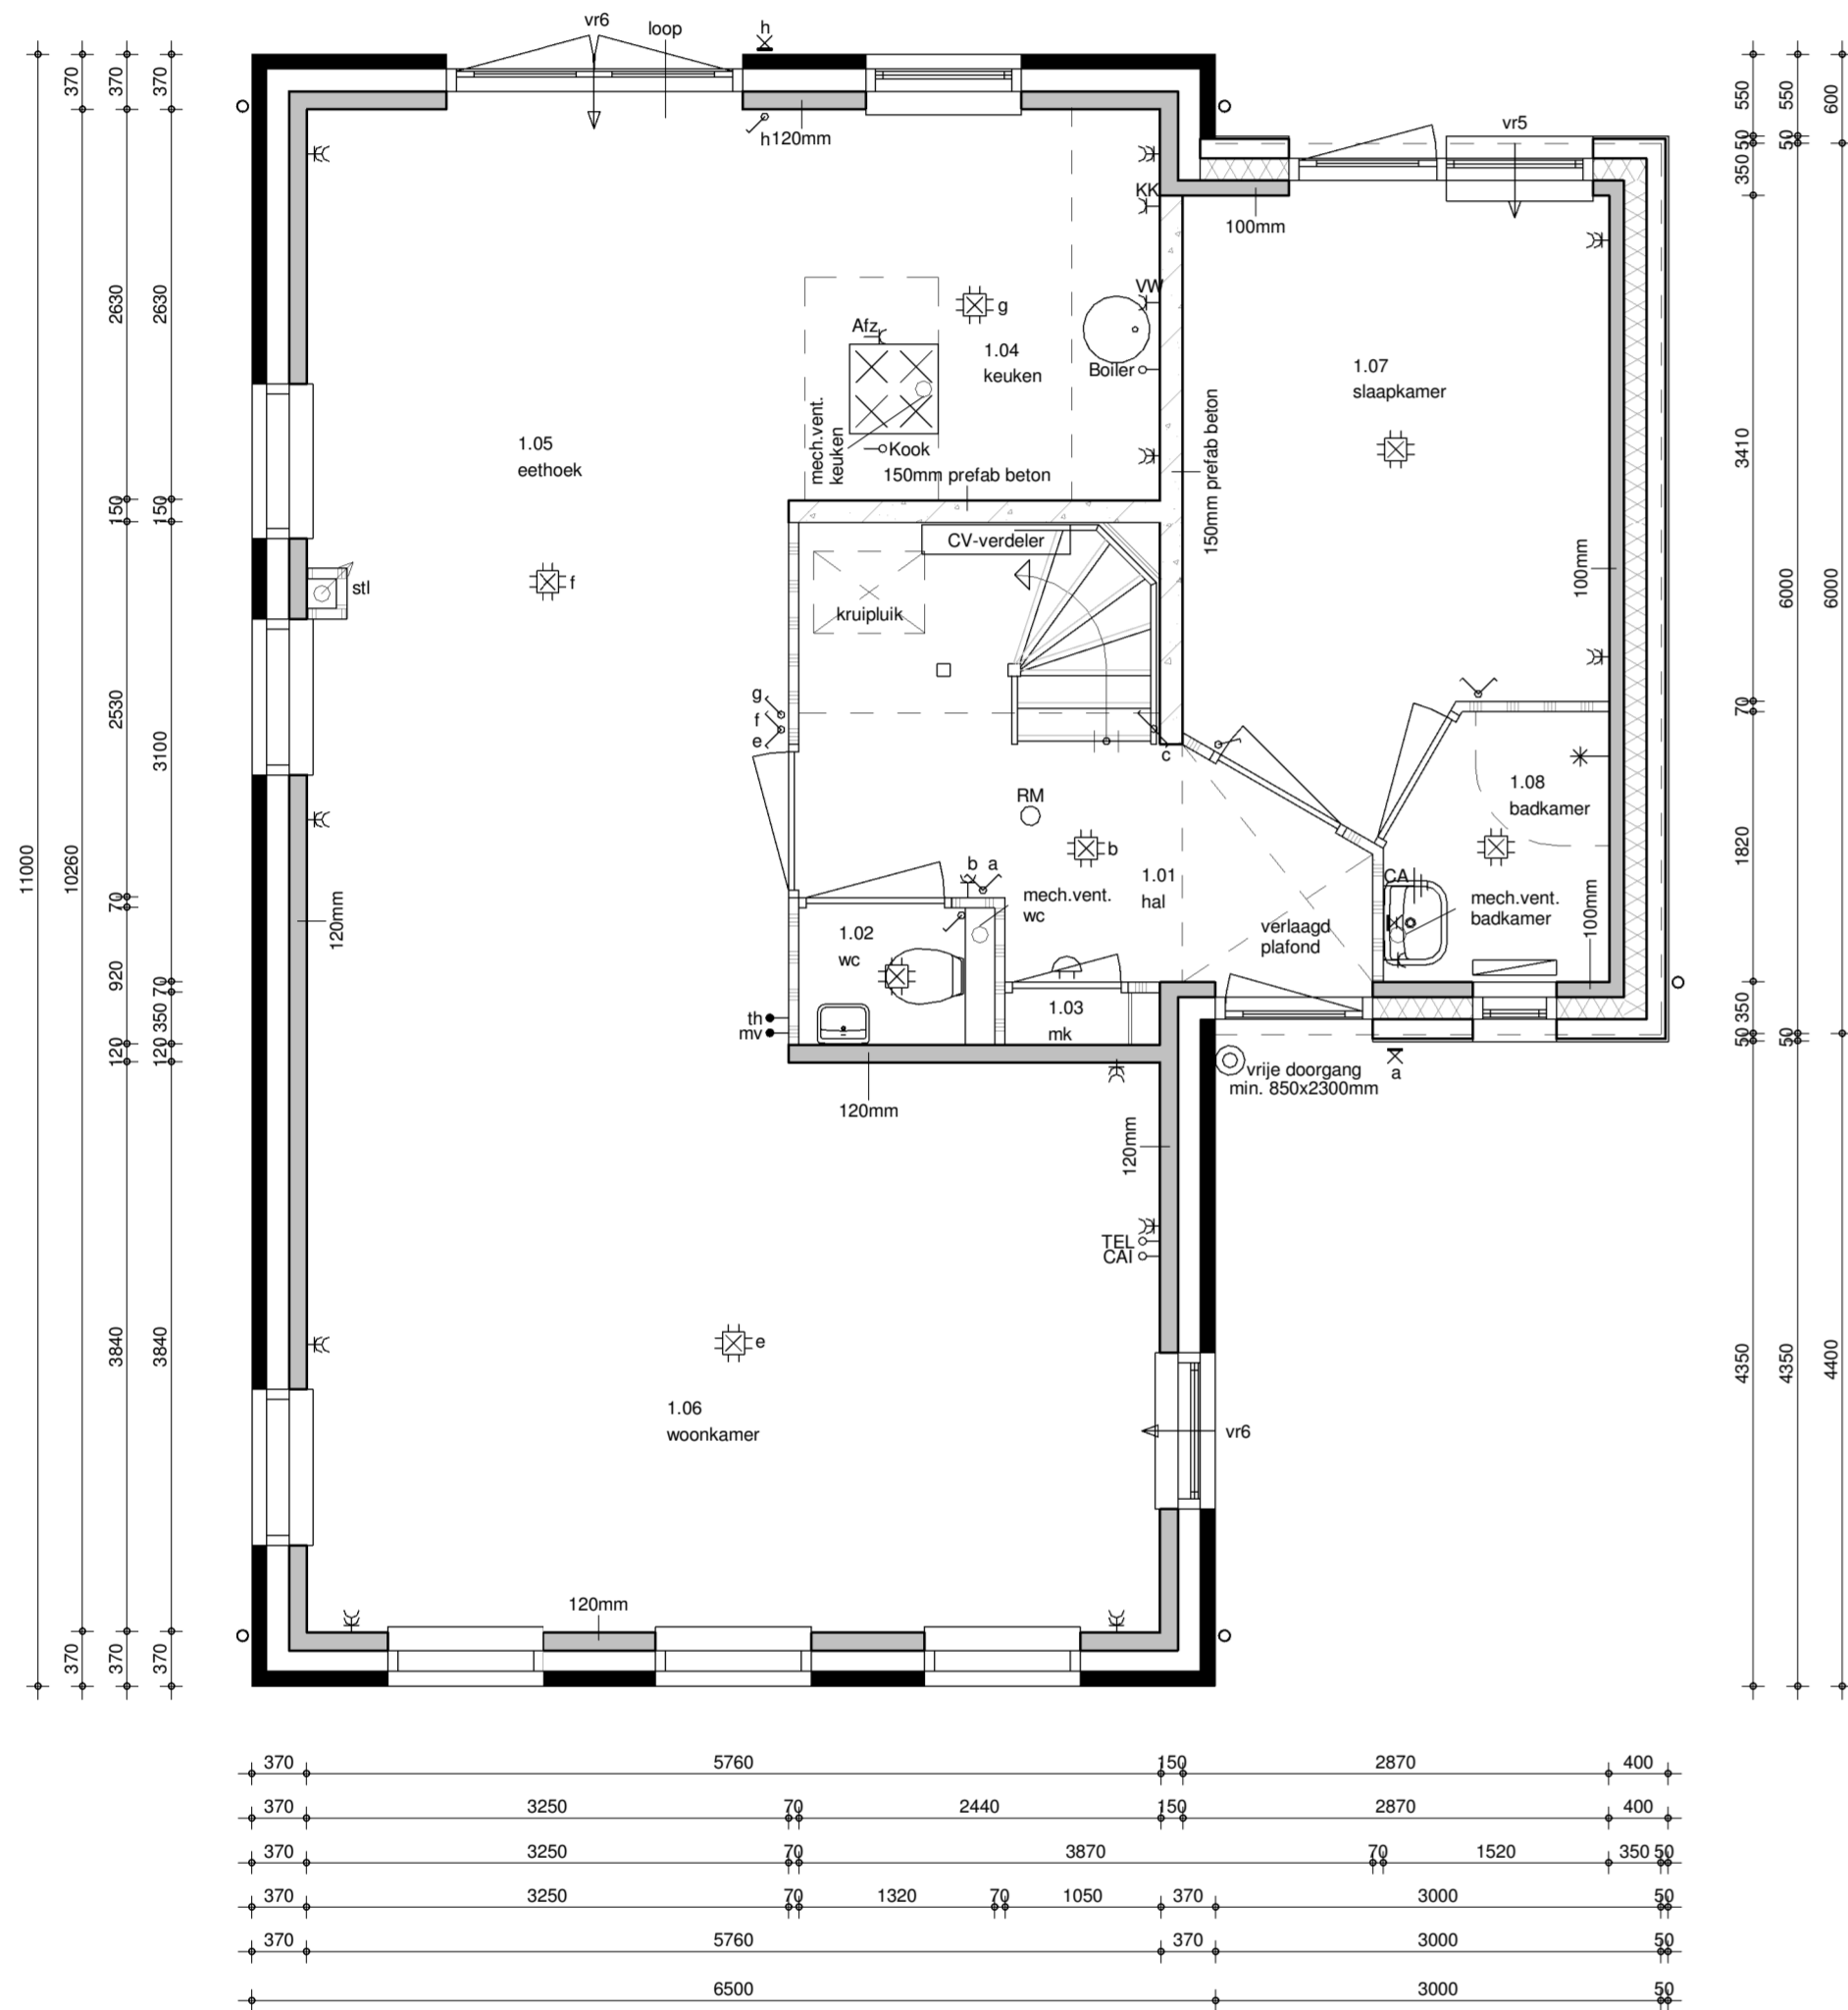 vr6
loop
h
h
120mm
vr5
100mm
KK
VW
g
Afz
1.04
keuken
Boiler
mech.vent.
keuken
Kook
150mm prefab beton
150mm prefab beton
1.07
slaapkamer
1.05
eethoek
CV-verdeler
kruipluik
stl
f
100mm
g
f
e
c
RM
b
b a
1.01
hal
mech.vent.
wc
1.08
badkamer
CA
mech.vent.
badkamer
100mm
verlaagd
plafond
1.02
wc
1.03
mk
th
mv
120mm
120mm
120mm
vrije doorgang
min. 850x2300mm
a
TEL
CAI
e
1.06
woonkamer
vr6
120mm
11000
370
10260
370
370
2630
150
2530
70
920
120
3840
370
370
2630
150
3100
70
350
120
3840
370
550
50
350
3410
70
1820
350
50
4350
550
50
6000
50
4350
600
6000
4400
370 5760 150 2870 400
370 3250 70 2440 150 2870 400
370 3250 70 3870 70 1520 350 50
370 3250 70 1320 70 1050 370 3000 50
370 5760 370 3000 50
6500 3000 50